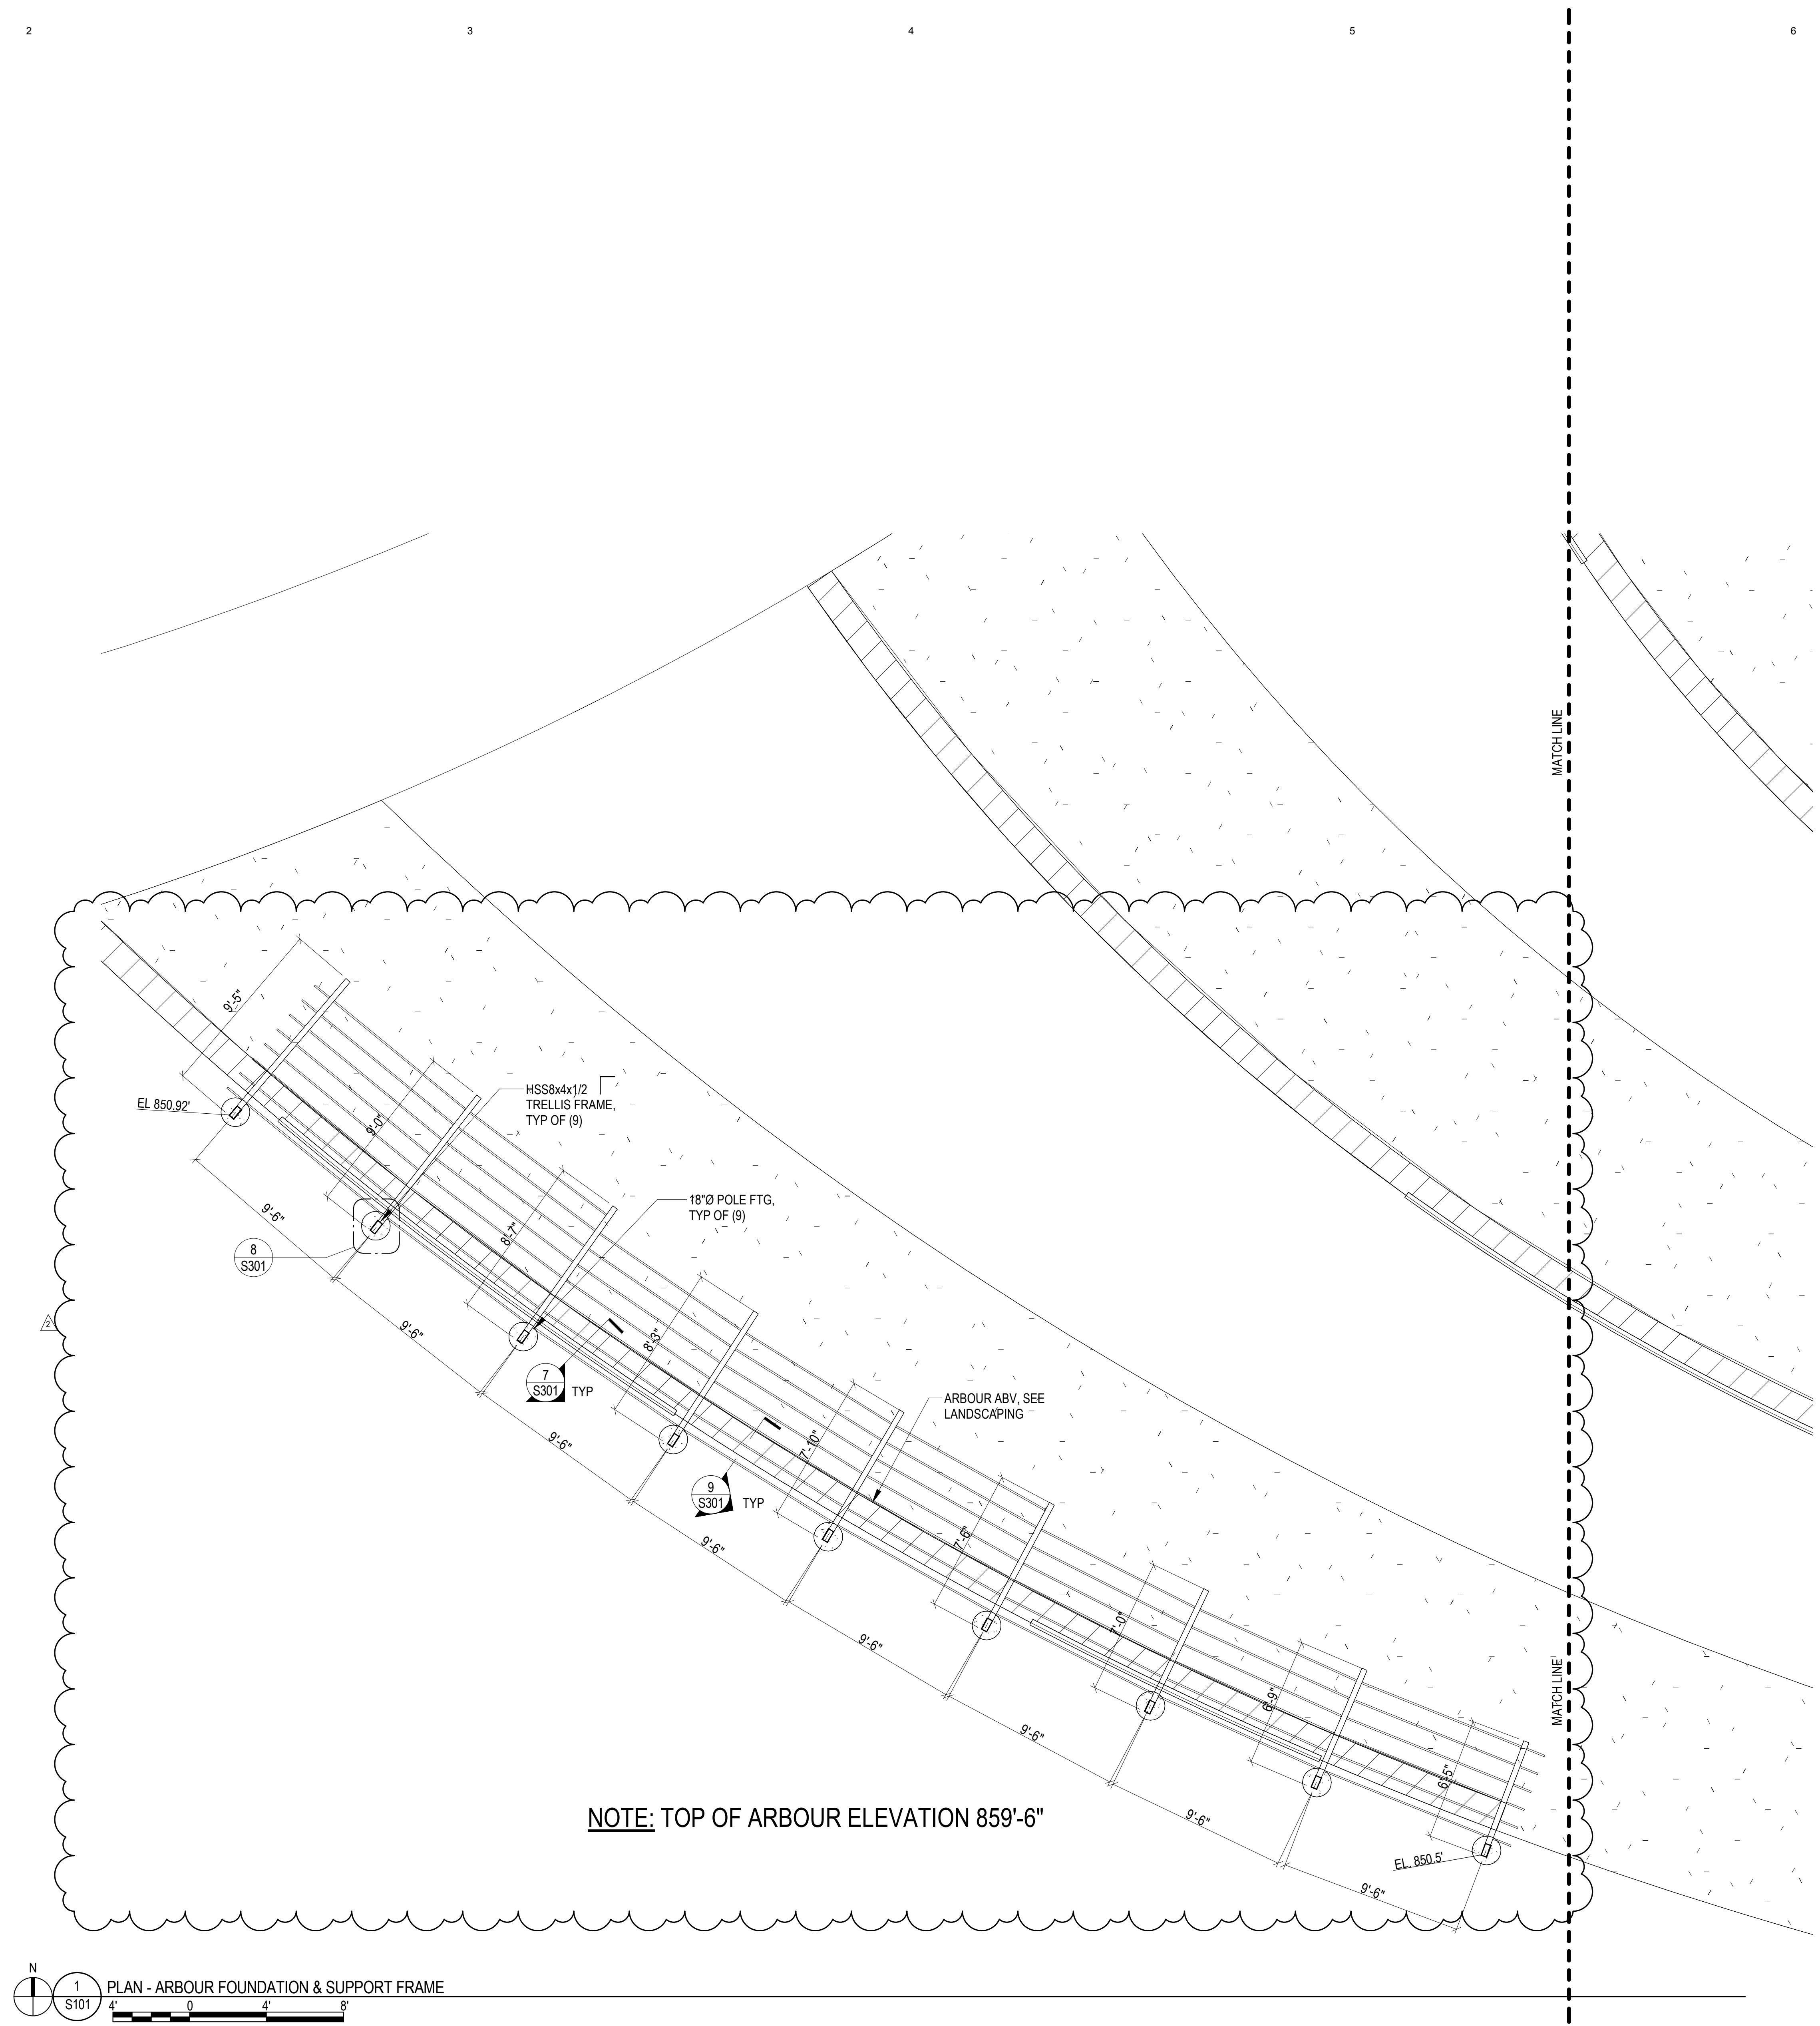 2
3
4
5
6
MATCH LINE
9'-5"
EL 850.92'
HSS8x4x1/2
TRELLIS FRAME,
TYP OF (9)
9'-0"
18"Ø POLE FTG,
TYP OF (9)
9'-6"
8'-7"
8
S301
2
9'-6"
8'-3"
7
S301
TYP
ARBOUR ABV, SEE
LANDSCAPING
9'-6"
7'-10"
9
S301
TYP
9'-6"
7'-6"
9'-6"
7'-0"
9'-6"
6'-9"
MATCH LINE
9'-6"
6'-5"
NOTE: TOP OF ARBOUR ELEVATION 859'-6"
EL. 850.5'
9'-6"
N
1
S101
PLAN - ARBOUR FOUNDATION & SUPPORT FRAME
4'
0
4'
8'